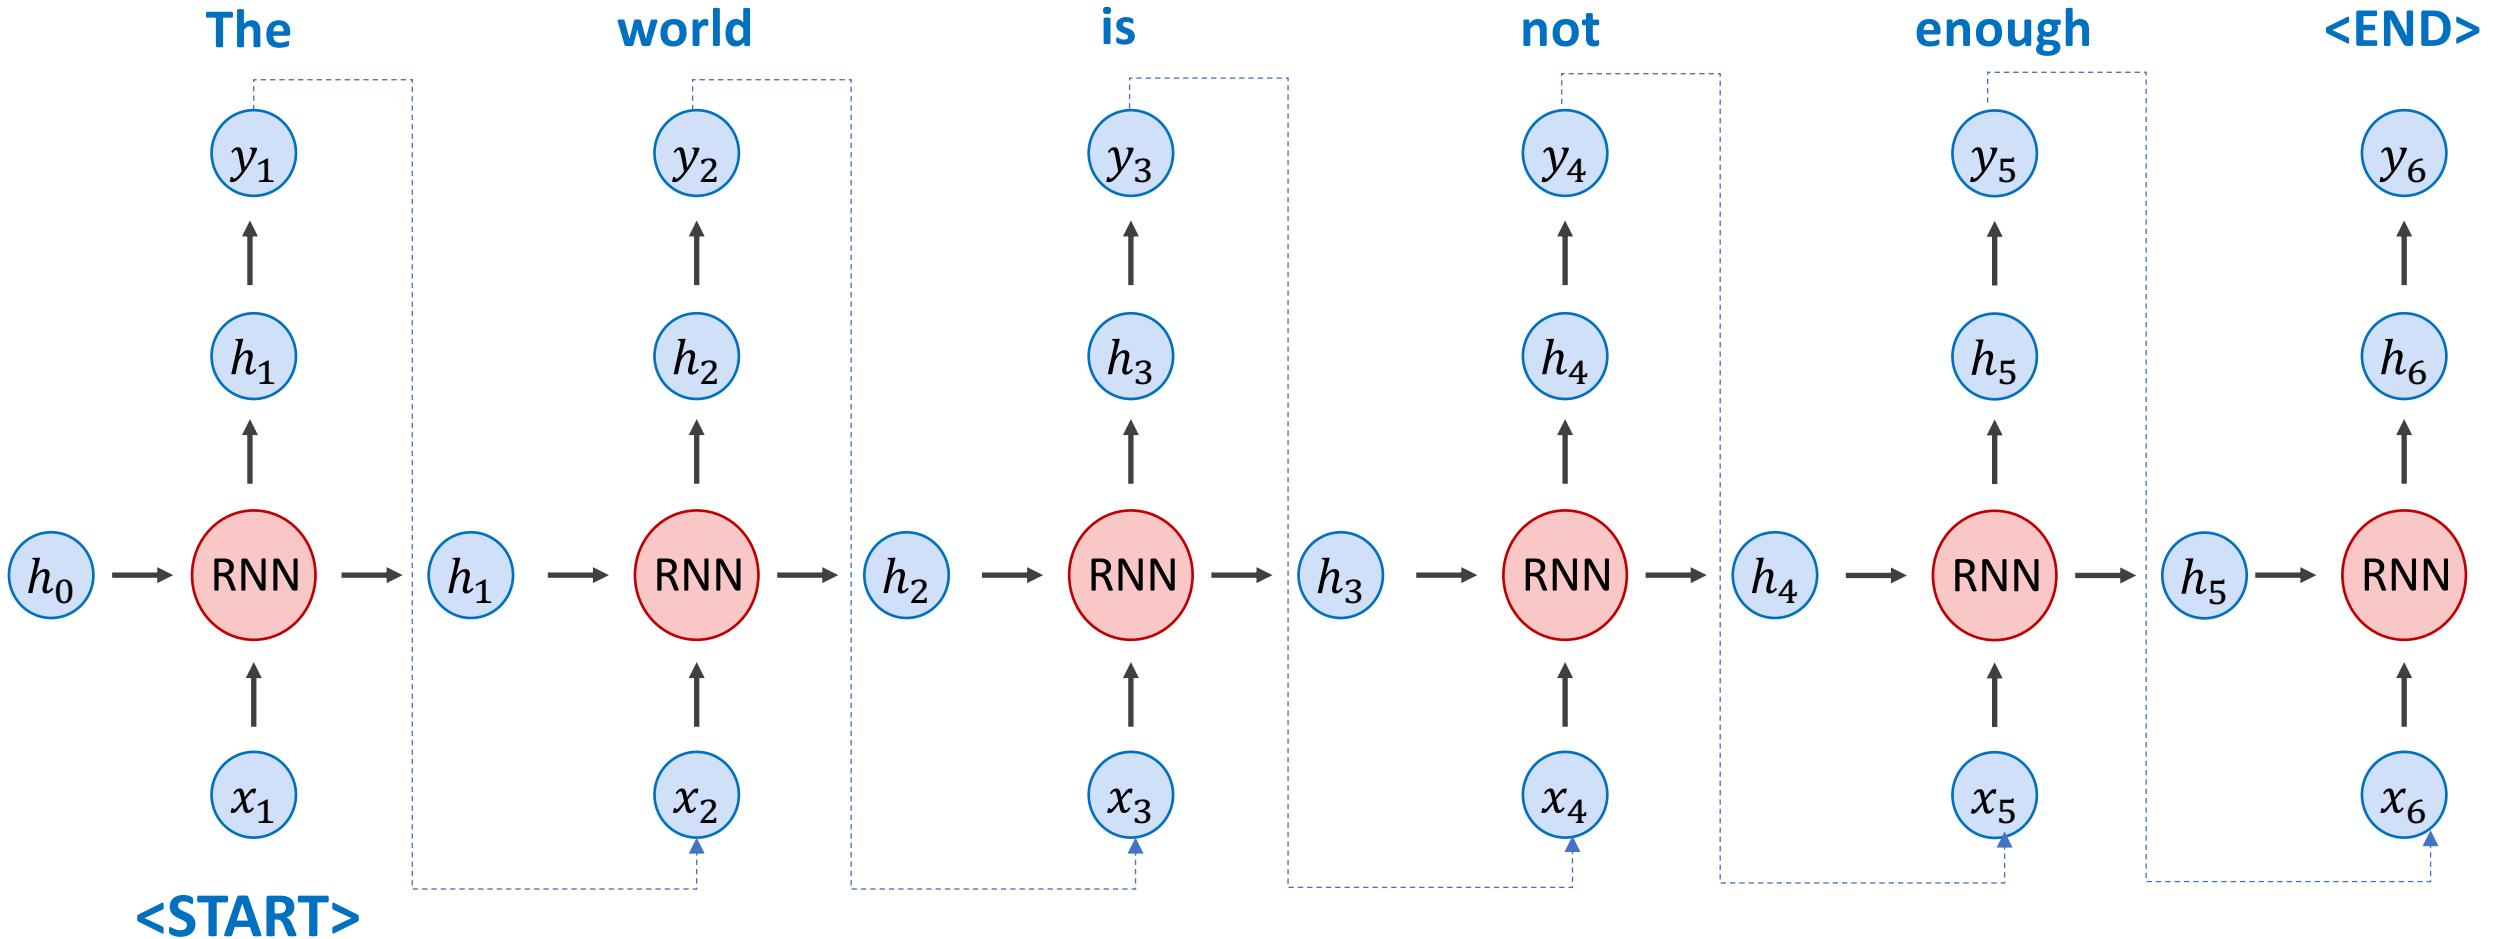 The world is not enough <END>
y₁ y₂ y₃ y₄ y₅ y₆
h₁ h₂ h₃ h₄ h₅ h₆
h₀ RNN h₁ RNN h₂ RNN h₃ RNN h₄ RNN h₅ RNN
x₁ x₂ x₃ x₄ x₅ x₆
<START>